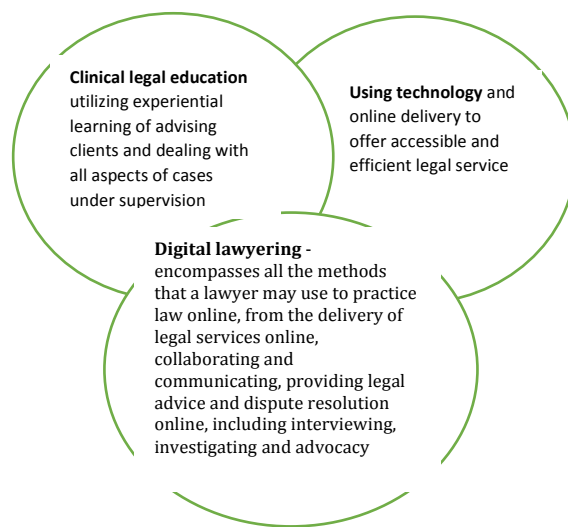 Clinical legal education
utilizing experiential
learning of advising
clients and dealing with
all aspects of cases
under supervision
Using technology and
online delivery to
offer accessible and
efficient legal service
Digital lawyering -
encompasses all the methods
that a lawyer may use to practice
law online, from the delivery of
legal services online,
collaborating and
communicating, providing legal
advice and dispute resolution
online, including interviewing,
investigating and advocacy